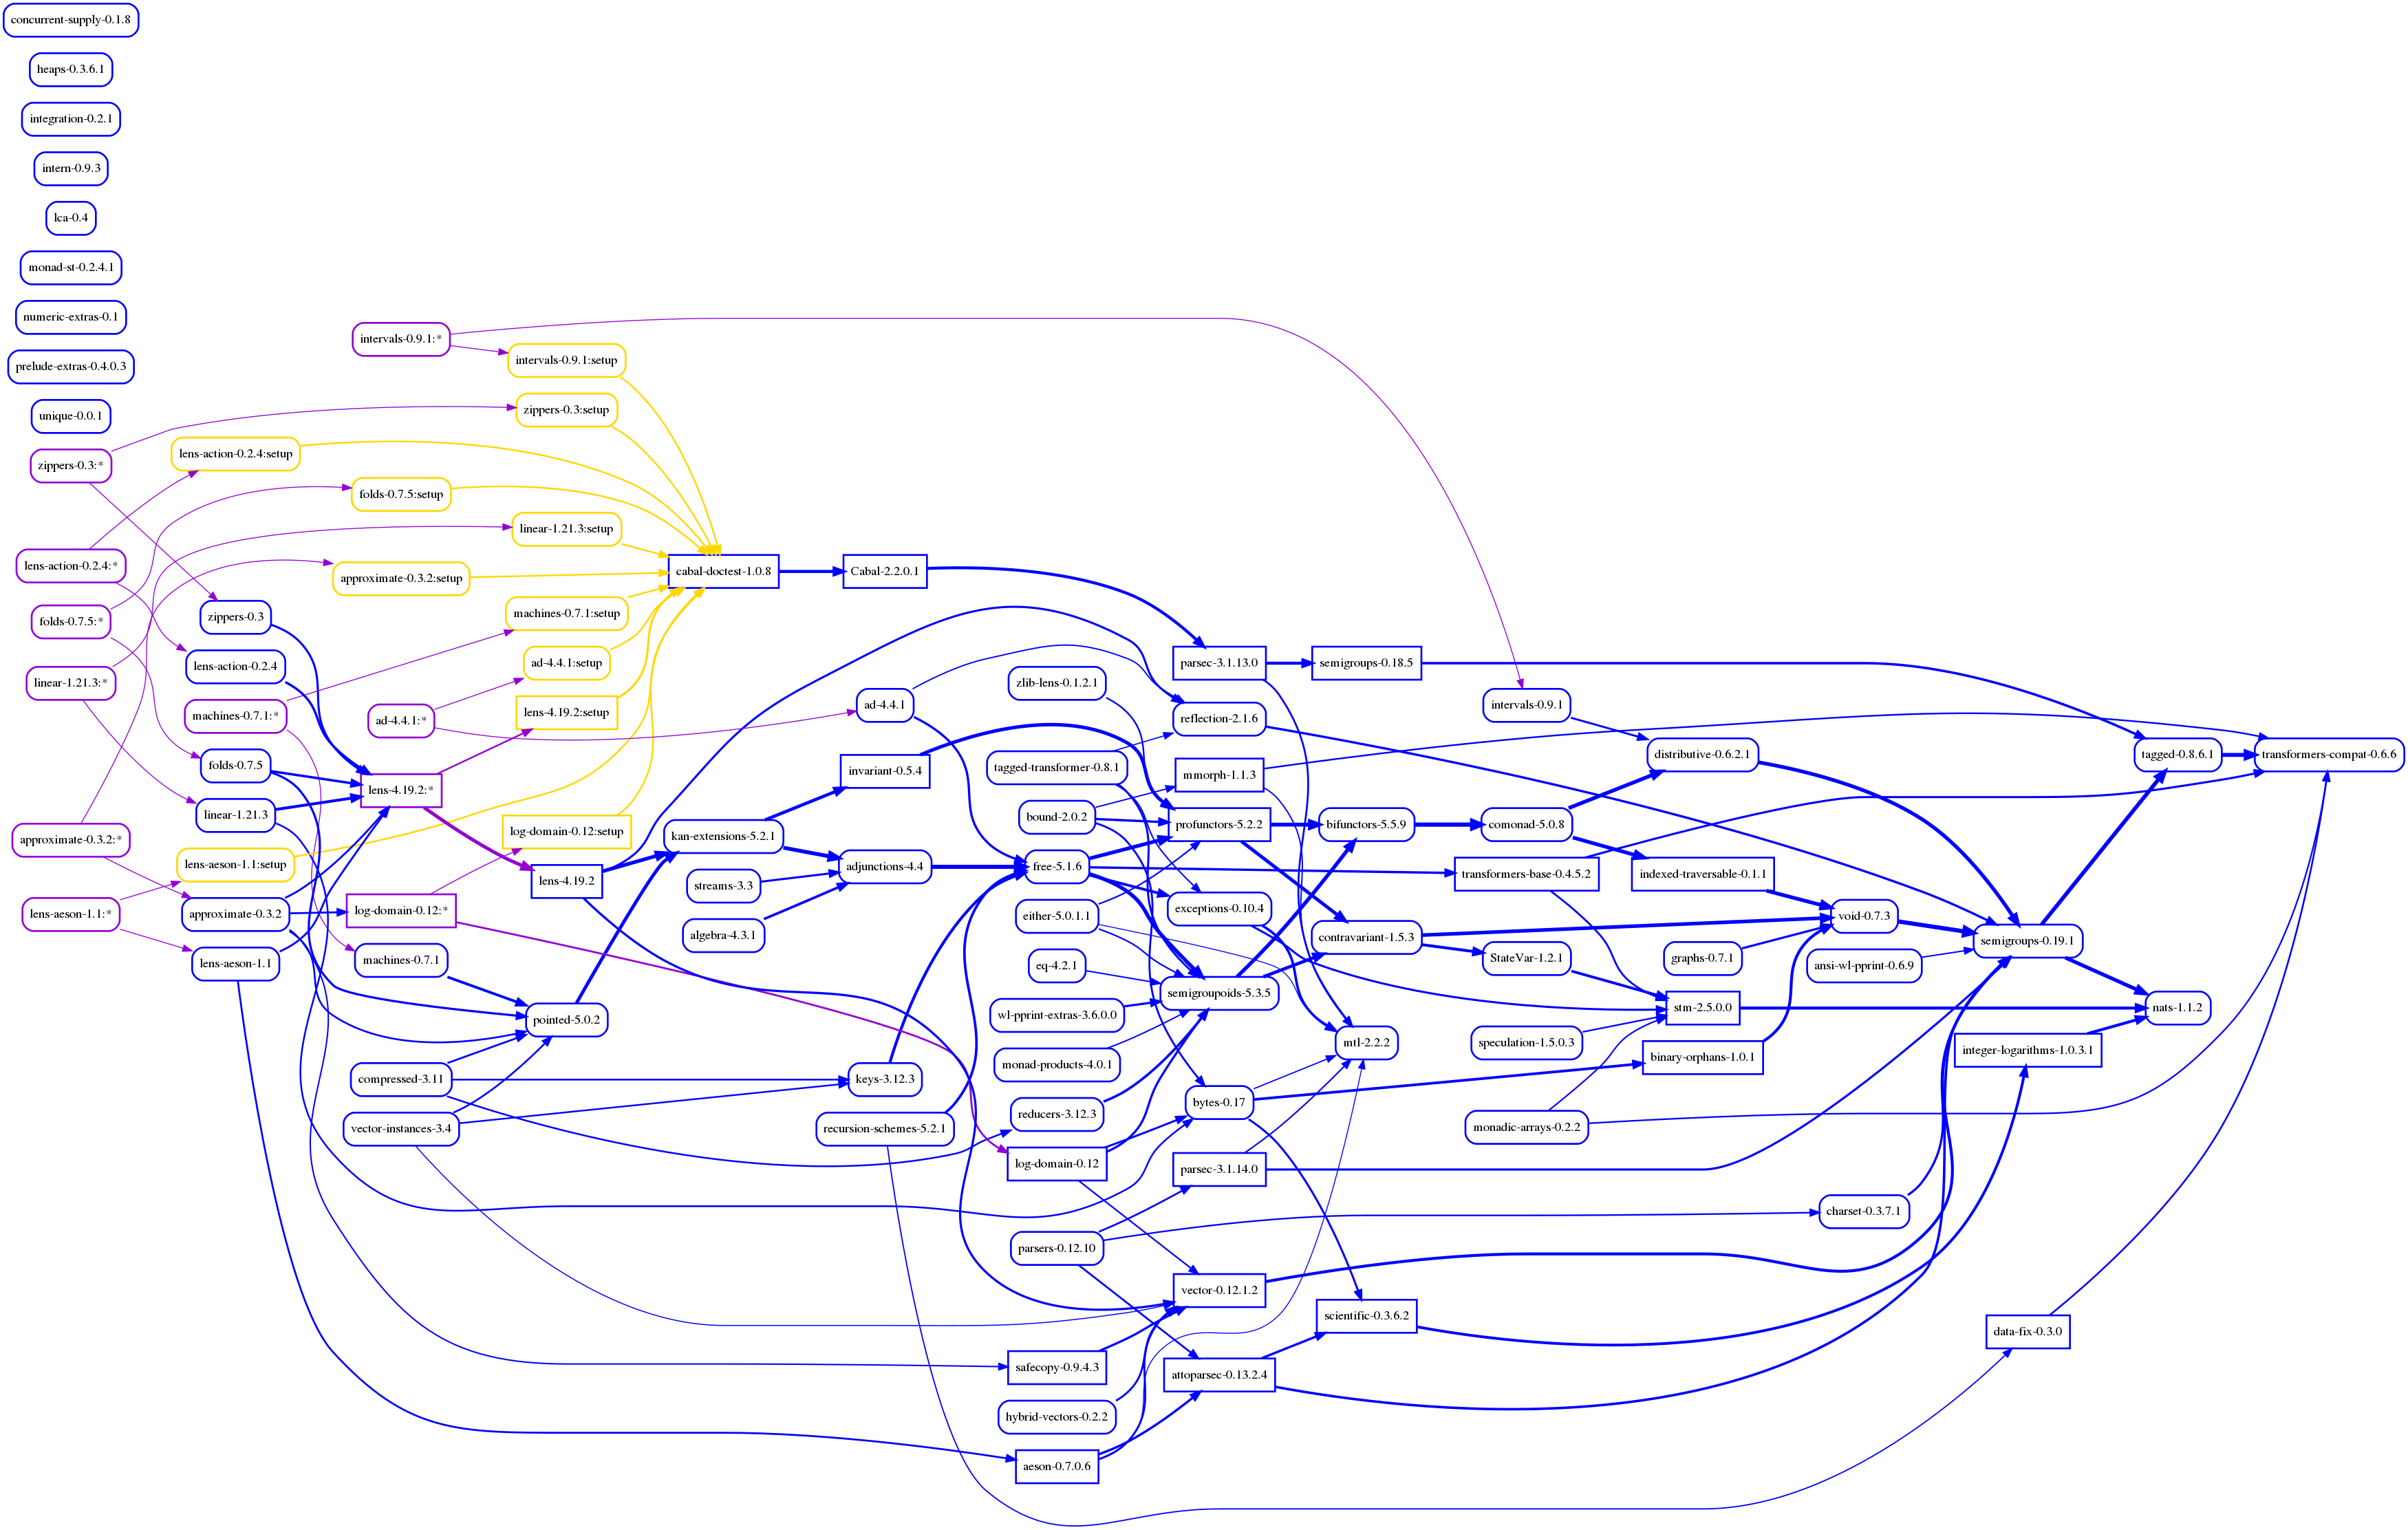 concurrent-supply-0.1.8
heaps-0.3.6.1
integration-0.2.1
intern-0.9.3
lca-0.4
monad-st-0.2.4.1
numeric-extras-0.1
prelude-extras-0.4.0.3
unique-0.0.1
zippers-0.3:*
lens-action-0.2.4:*
folds-0.7.5:*
linear-1.21.3:*
approximate-0.3.2:*
lens-aeson-1.1:*
lens-action-0.2.4:setup
zippers-0.3
lens-action-0.2.4
machines-0.7.1:*
folds-0.7.5
linear-1.21.3
lens-aeson-1.1:setup
approximate-0.3.2
lens-aeson-1.1
intervals-0.9.1:*
folds-0.7.5:setup
approximate-0.3.2:setup
ad-4.4.1:*
lens-4.19.2:*
log-domain-0.12:*
machines-0.7.1
compressed-3.11
vector-instances-3.4
intervals-0.9.1:setup
zippers-0.3:setup
linear-1.21.3:setup
machines-0.7.1:setup
ad-4.4.1:setup
lens-4.19.2:setup
log-domain-0.12:setup
lens-4.19.2
pointed-5.0.2
cabal-doctest-1.0.8
kan-extensions-5.2.1
streams-3.3
algebra-4.3.1
Cabal-2.2.0.1
ad-4.4.1
invariant-0.5.4
adjunctions-4.4
keys-3.12.3
recursion-schemes-5.2.1
zlib-lens-0.1.2.1
tagged-transformer-0.8.1
bound-2.0.2
free-5.1.6
either-5.0.1.1
eq-4.2.1
wl-pprint-extras-3.6.0.0
monad-products-4.0.1
reducers-3.12.3
log-domain-0.12
parsers-0.12.10
safecopy-0.9.4.3
hybrid-vectors-0.2.2
aeson-0.7.0.6
parsec-3.1.13.0
reflection-2.1.6
mmorph-1.1.3
profunctors-5.2.2
exceptions-0.10.4
semigroupoids-5.3.5
bytes-0.17
parsec-3.1.14.0
vector-0.12.1.2
attoparsec-0.13.2.4
semigroups-0.18.5
bifunctors-5.5.9
contravariant-1.5.3
mtl-2.2.2
scientific-0.3.6.2
intervals-0.9.1
comonad-5.0.8
transformers-base-0.4.5.2
StateVar-1.2.1
speculation-1.5.0.3
monadic-arrays-0.2.2
distributive-0.6.2.1
indexed-traversable-0.1.1
graphs-0.7.1
stm-2.5.0.0
binary-orphans-1.0.1
void-0.7.3
ansi-wl-pprint-0.6.9
charset-0.3.7.1
semigroups-0.19.1
integer-logarithms-1.0.3.1
data-fix-0.3.0
tagged-0.8.6.1
nats-1.1.2
transformers-compat-0.6.6